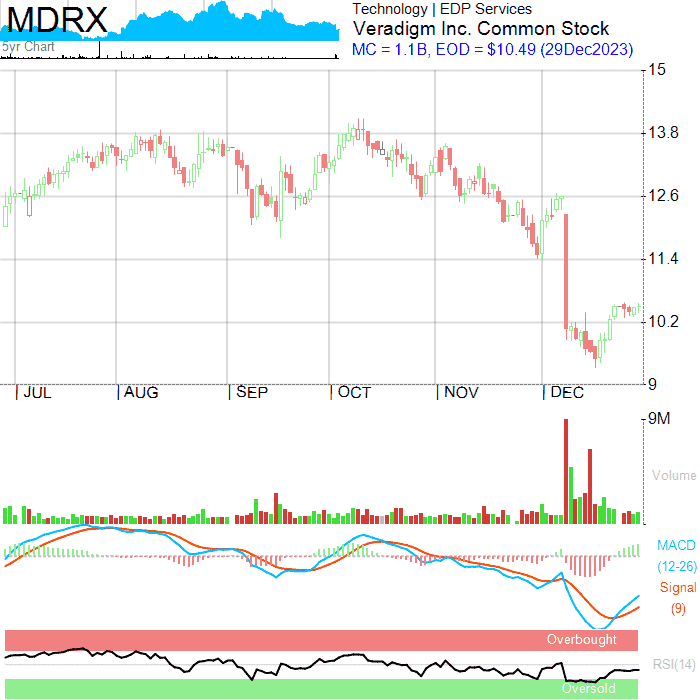 MDRX
5yr Chart
Technology | EDP Services
Veradigm Inc. Common Stock
MC = 1.1B, EOD = $10.49 (29Dec2023)
15
13.8
12.6
11.4
10.2
9
JUL AUG SEP OCT NOV DEC
9M
Volume
MACD
(12-26)
Signal
(9)
Overbought
RSI(14)
Oversold